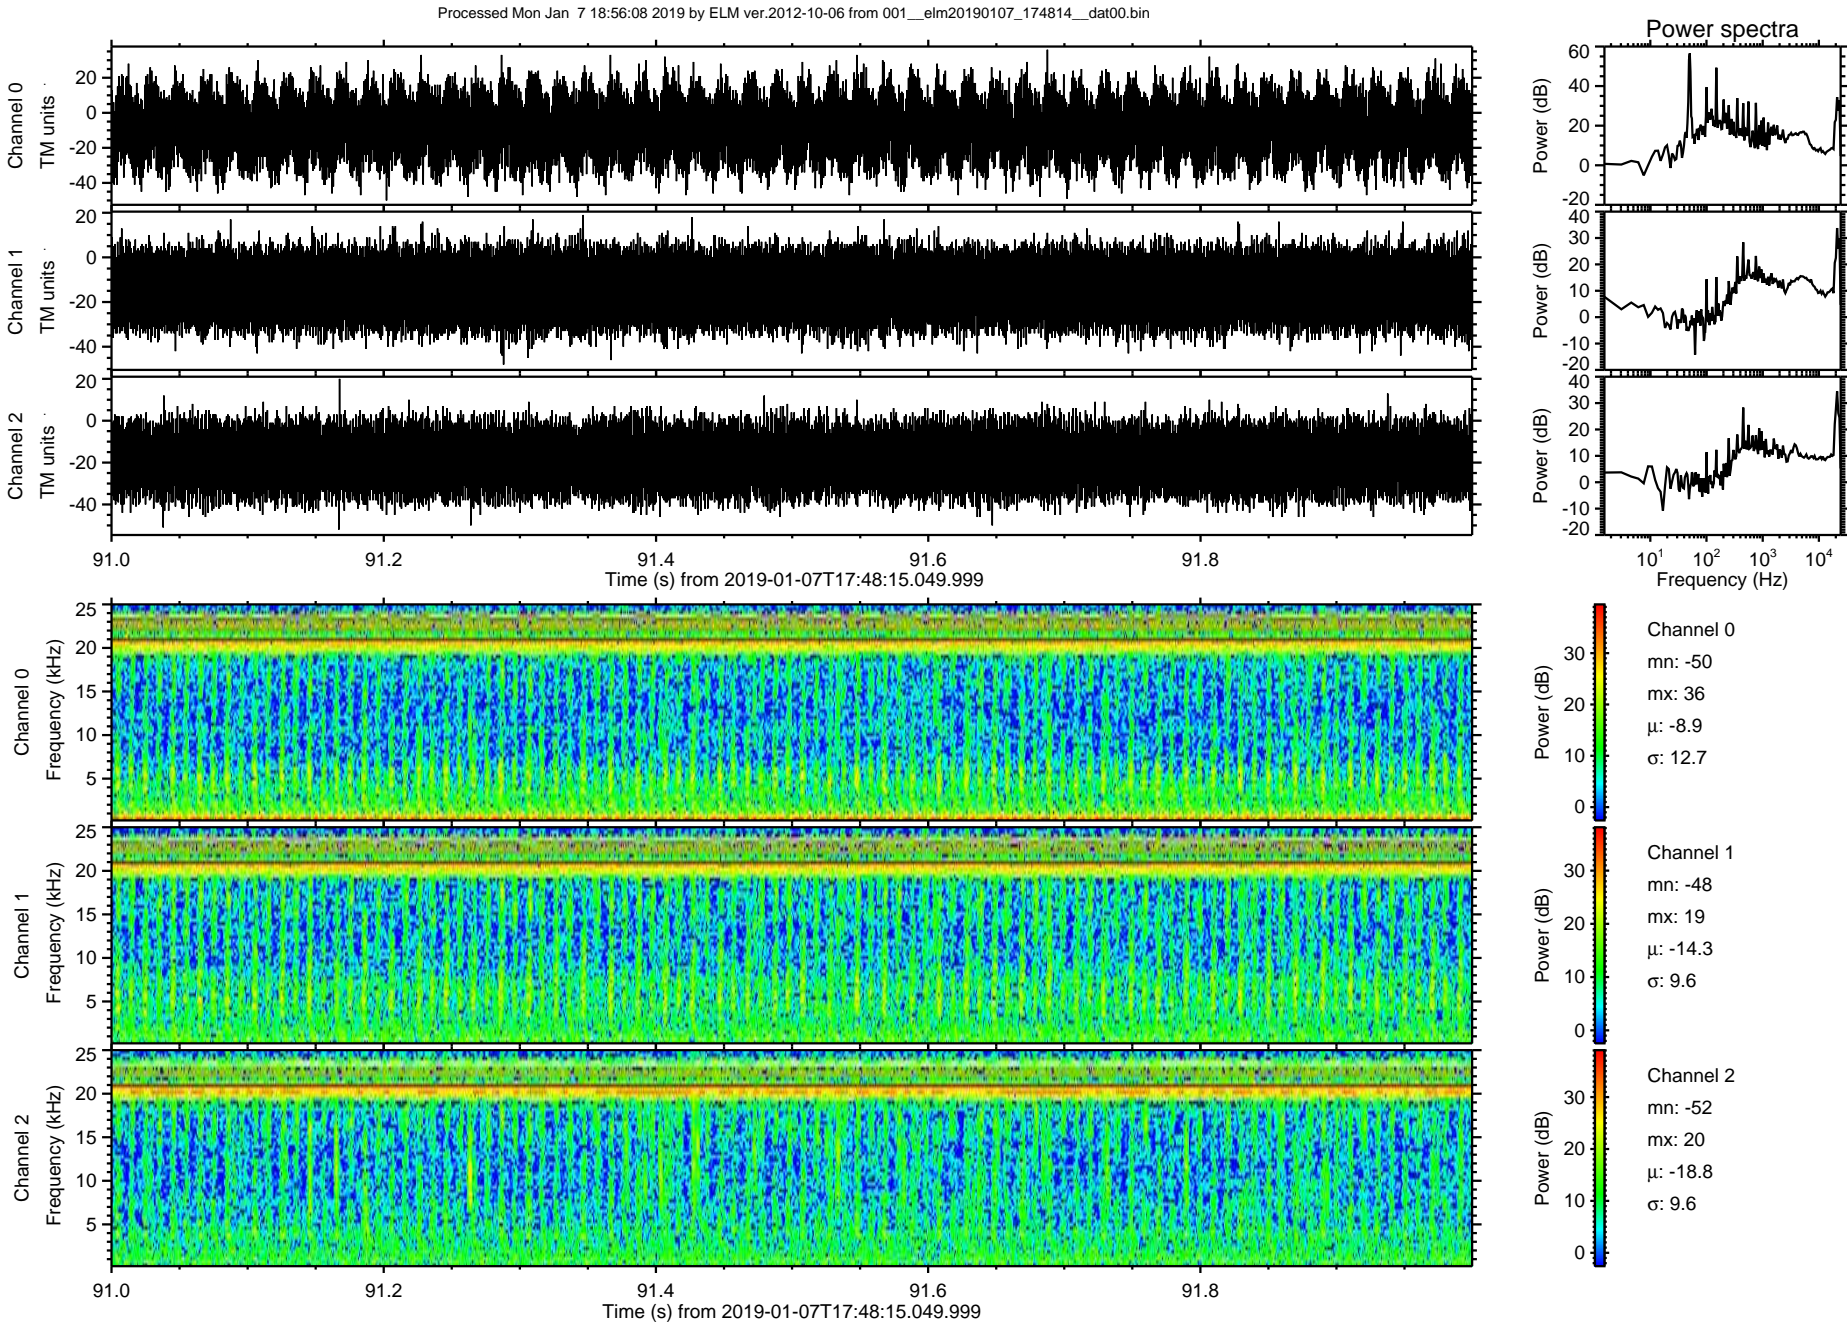 Processed Mon Jan  7 18:56:08 2019 by ELM ver.2012-10-06 from 001__elm20190107_174814__dat00.bin
Power spectra
Channel 0
TM units
20
0
-20
-40
Power (dB)
60
40
20
0
-20
Channel 1
TM units
20
0
-20
-40
Power (dB)
40
30
20
10
0
-10
-20
Channel 2
TM units
20
0
-20
-40
Power (dB)
40
30
20
10
0
-10
-20
91.0 91.2 91.4 91.6 91.8
Time (s) from 2019-01-07T17:48:15.049.999
10¹ 10² 10³ 10⁴
Frequency (Hz)
Channel 0
Frequency (kHz)
25
20
15
10
5
Power (dB)
30
20
10
0
Channel 0
mn: -50
mx: 36
μ: -8.9
σ: 12.7
Channel 1
Frequency (kHz)
25
20
15
10
5
Power (dB)
30
20
10
0
Channel 1
mn: -48
mx: 19
μ: -14.3
σ: 9.6
Channel 2
Frequency (kHz)
25
20
15
10
5
Power (dB)
30
20
10
0
Channel 2
mn: -52
mx: 20
μ: -18.8
σ: 9.6
91.0 91.2 91.4 91.6 91.8
Time (s) from 2019-01-07T17:48:15.049.999